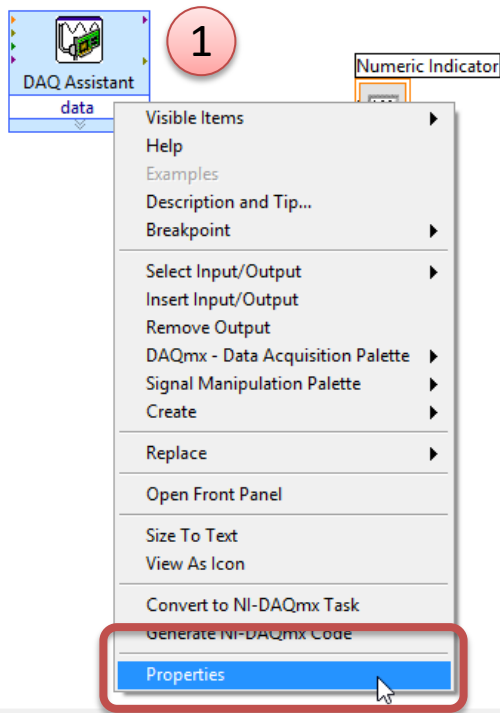 1
DAQ Assistant
data
Numeric Indicator
Visible Items
Help
Examples
Description and Tip...
Breakpoint
Select Input/Output
Insert Input/Output
Remove Output
DAQmx - Data Acquisition Palette
Signal Manipulation Palette
Create
Replace
Open Front Panel
Size To Text
View As Icon
Convert to NI-DAQmx Task
Generate NI-DAQmx Code
Properties